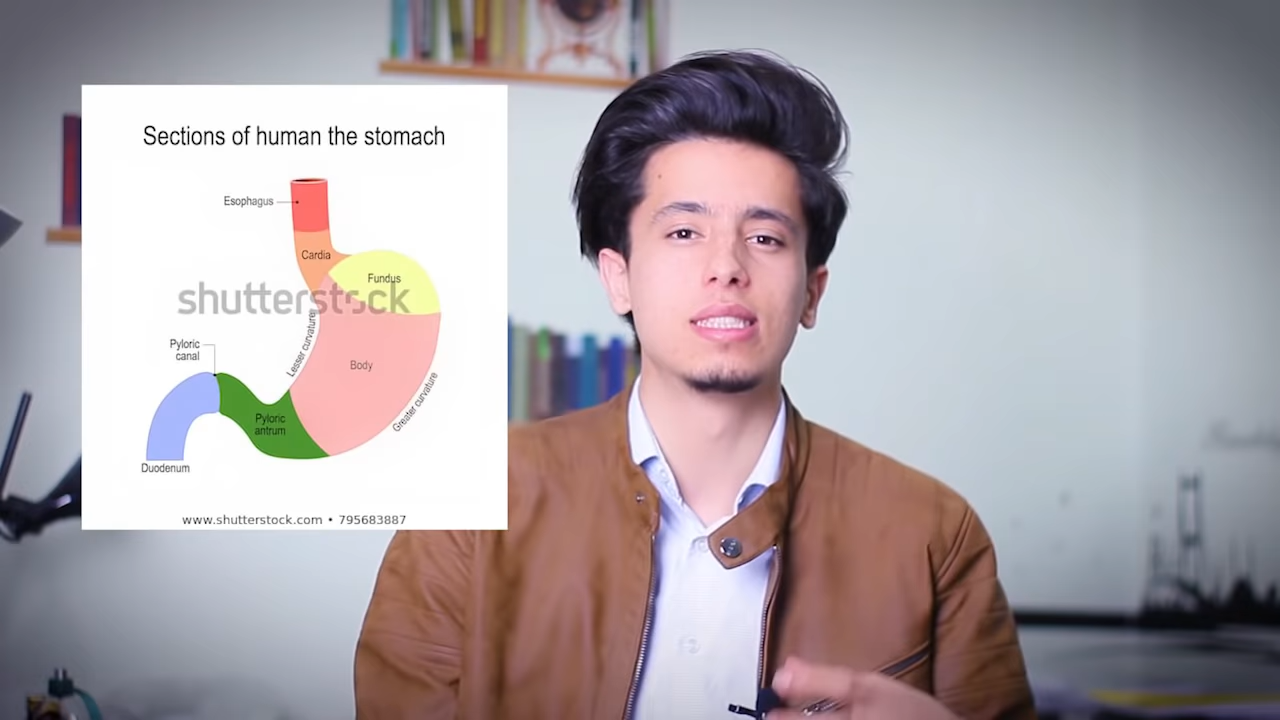 Sections of human the stomach
Esophagus
Cardia
Fundus
shutterstock
Lesser curvature
Pyloric
canal
Body
Greater curvature
Pyloric
antrum
Duodenum
www.shutterstock.com • 795683887